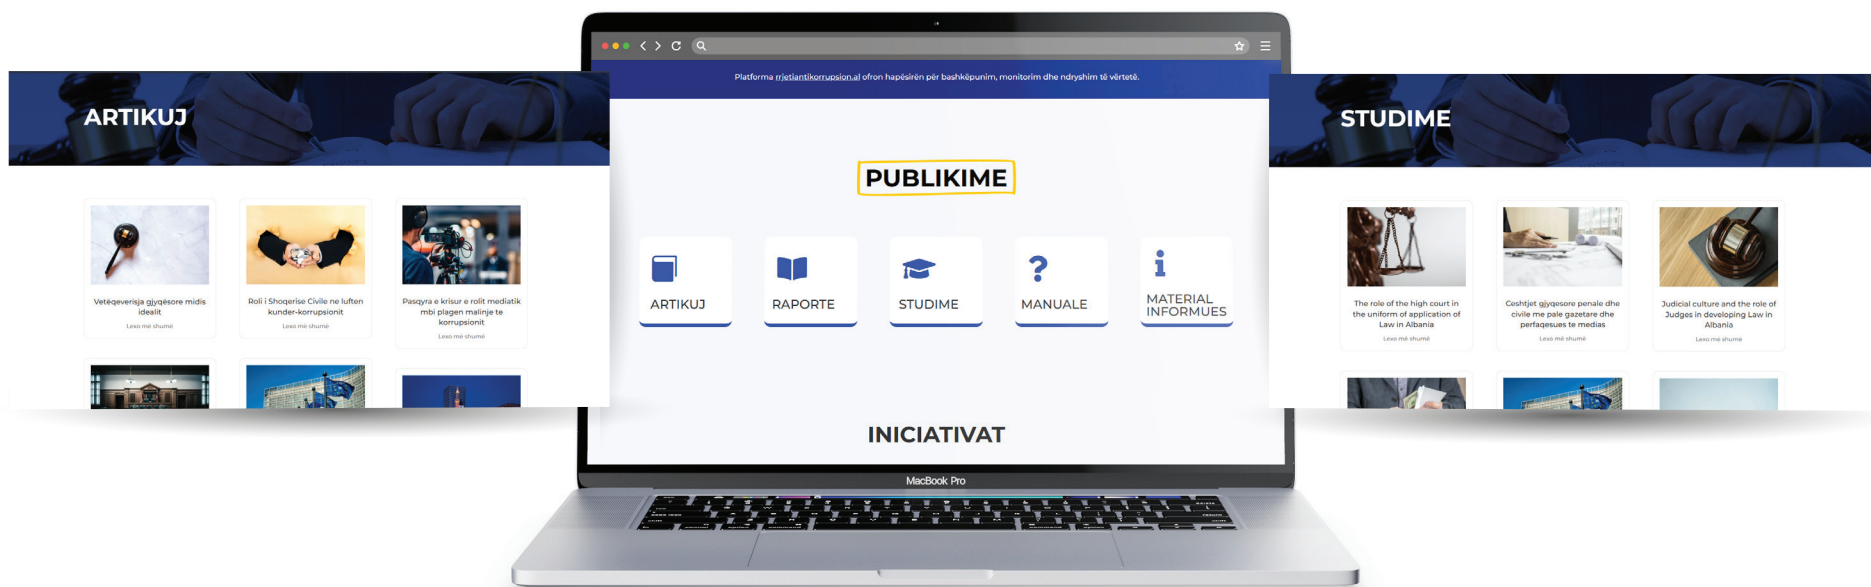 ARTIKUJ
Vetëqeverisja gjyqësore midis
idealit
Lexo më shumë
Roli i Shoqerise Civile ne luften
kunder-korrupsionit
Lexo më shumë
Pasqyra e krisur e rolit mediatik
mbi plagen malinje te
korrupsionit
Lexo më shumë
Platforma rrjetiantikorrupsion.al ofron hapësirën për bashkëpunim, monitorim dhe ndryshim të vërtetë.
PUBLIKIME
ARTIKUJ
RAPORTE
STUDIME
MANUALE
MATERIAL
INFORMUES
INICIATIVAT
MacBook Pro
STUDIME
The role of the high court in
the uniform of application of
Law in Albania
Lexo më shumë
Ceshtjet gjyqesore penale dhe
civile me pale gazetare dhe
perfaqesues te medias
Lexo më shumë
Judicial culture and the role of
Judges in developing Law in
Albania
Lexo më shumë